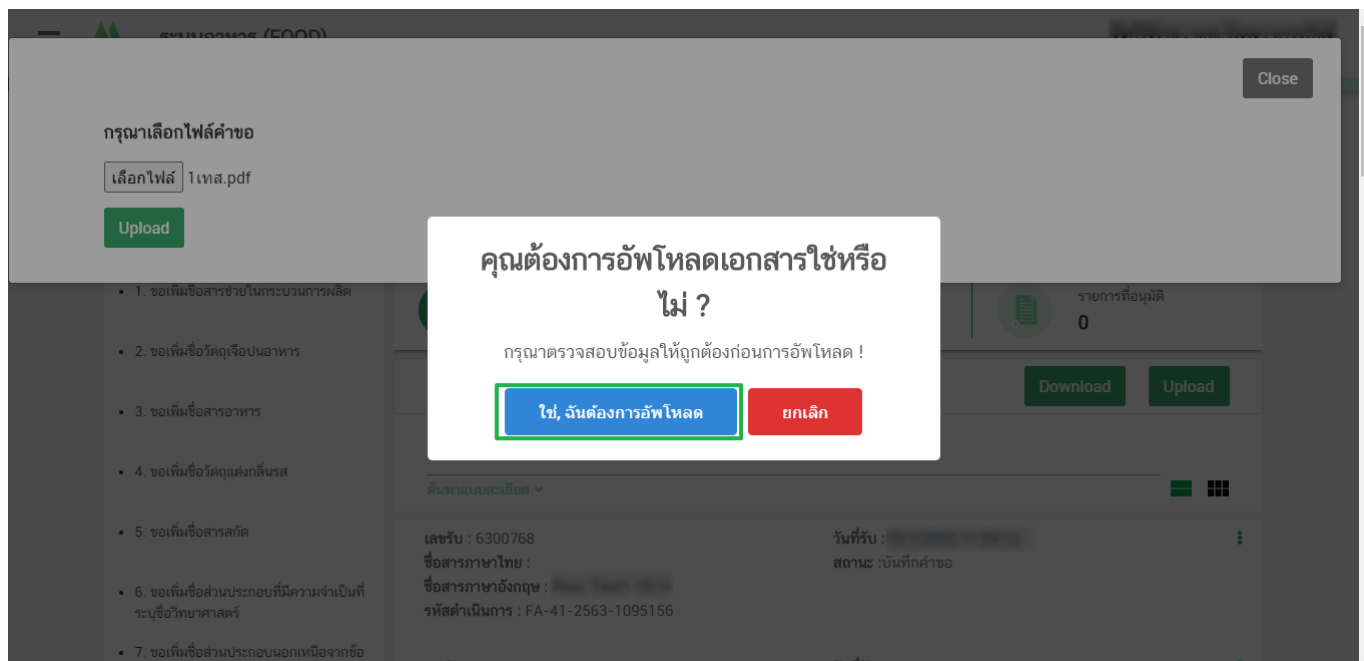 ระบบอาหาร (FOOD)
Close
กรุณาเลือกไฟล์คำขอ
เลือกไฟล์ 1เทส.pdf
Upload
คุณต้องการอัพโหลดเอกสารใช่หรือ
ไม่ ?
กรุณาตรวจสอบข้อมูลให้ถูกต้องก่อนการอัพโหลด !
ใช่, ฉันต้องการอัพโหลด ยกเลิก
1. ขอเพิ่มชื่อสารช่วยในกระบวนการผลิต
2. ขอเพิ่มชื่อวัตถุเจือปนอาหาร
3. ขอเพิ่มชื่อสารอาหาร
4. ขอเพิ่มชื่อวัตถุแต่งกลิ่นรส
5. ขอเพิ่มชื่อสารสกัด
6. ขอเพิ่มชื่อส่วนประกอบที่มีความจำเป็นที่
ระบุชื่อวิทยาศาสตร์
7. ขอเพิ่มชื่อส่วนประกอบนอกเหนือจากข้อ
รายการที่อนุมัติ
0
Download Upload
ค้นหาแบบละเอียด
เลขรับ : 6300768 วันที่รับ :
ชื่อสารภาษาไทย : สถานะ :บันทึกคำขอ
ชื่อสารภาษาอังกฤษ :
รหัสดำเนินการ : FA-41-2563-1095156